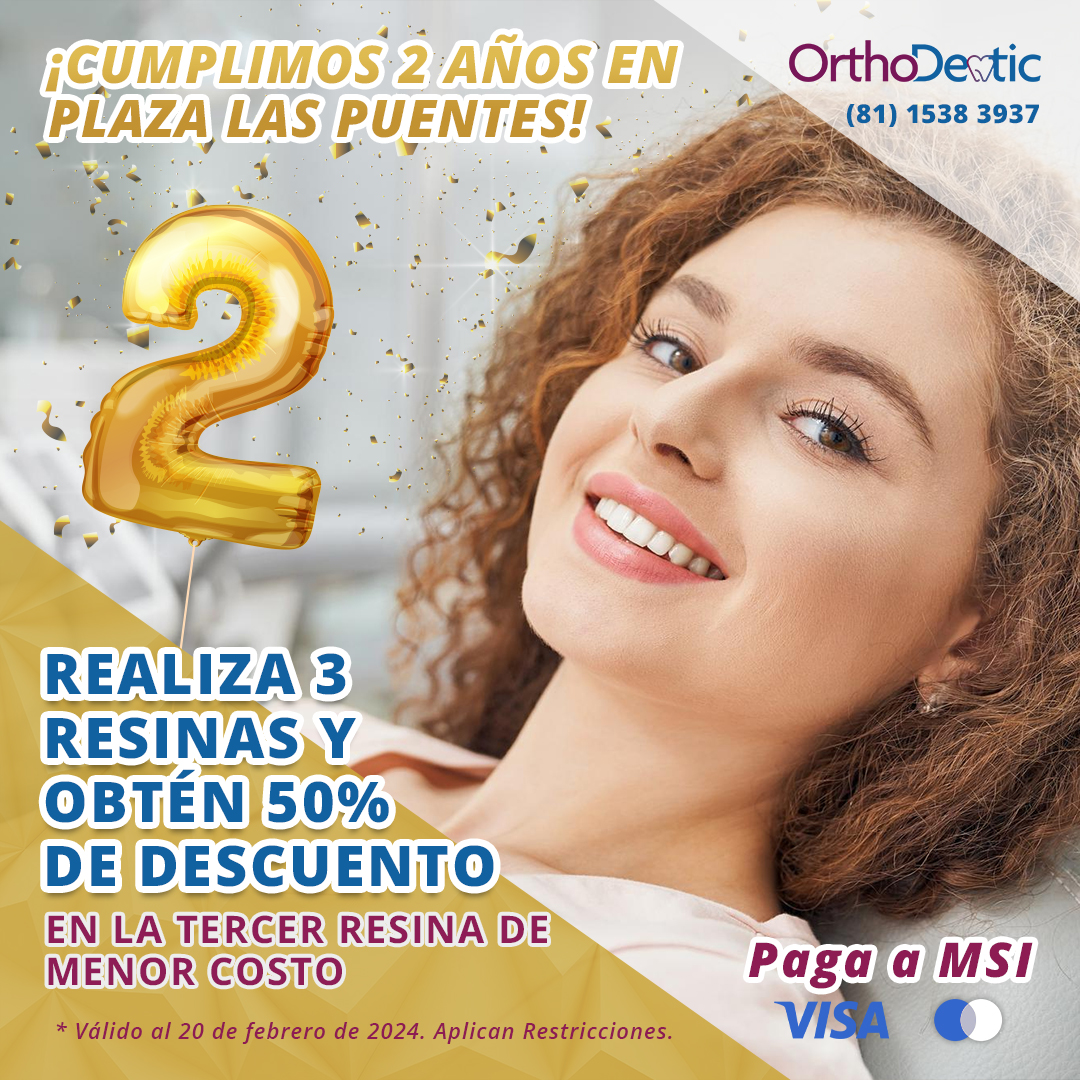 ¡CUMPLIMOS 2 AÑOS EN
PLAZA LAS PUENTES!
OrthoDentic
(81) 1538 3937
2
REALIZA 3
RESINAS Y
OBTÉN 50%
DE DESCUENTO
EN LA TERCER RESINA DE
MENOR COSTO
* Válido al 20 de febrero de 2024. Aplican Restricciones.
Paga a MSI
VISA